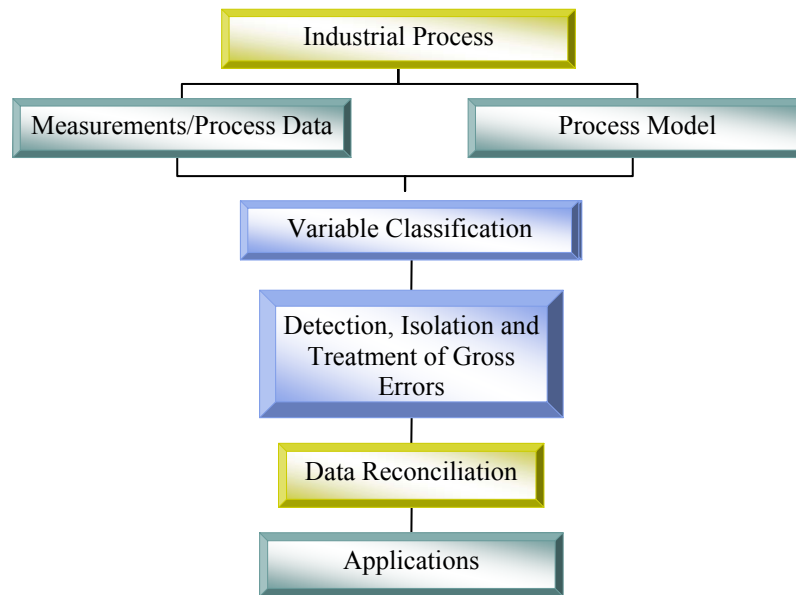 Industrial Process
Measurements/Process Data
Process Model
Variable Classification
Detection, Isolation and
Treatment of Gross
Errors
Data Reconciliation
Applications